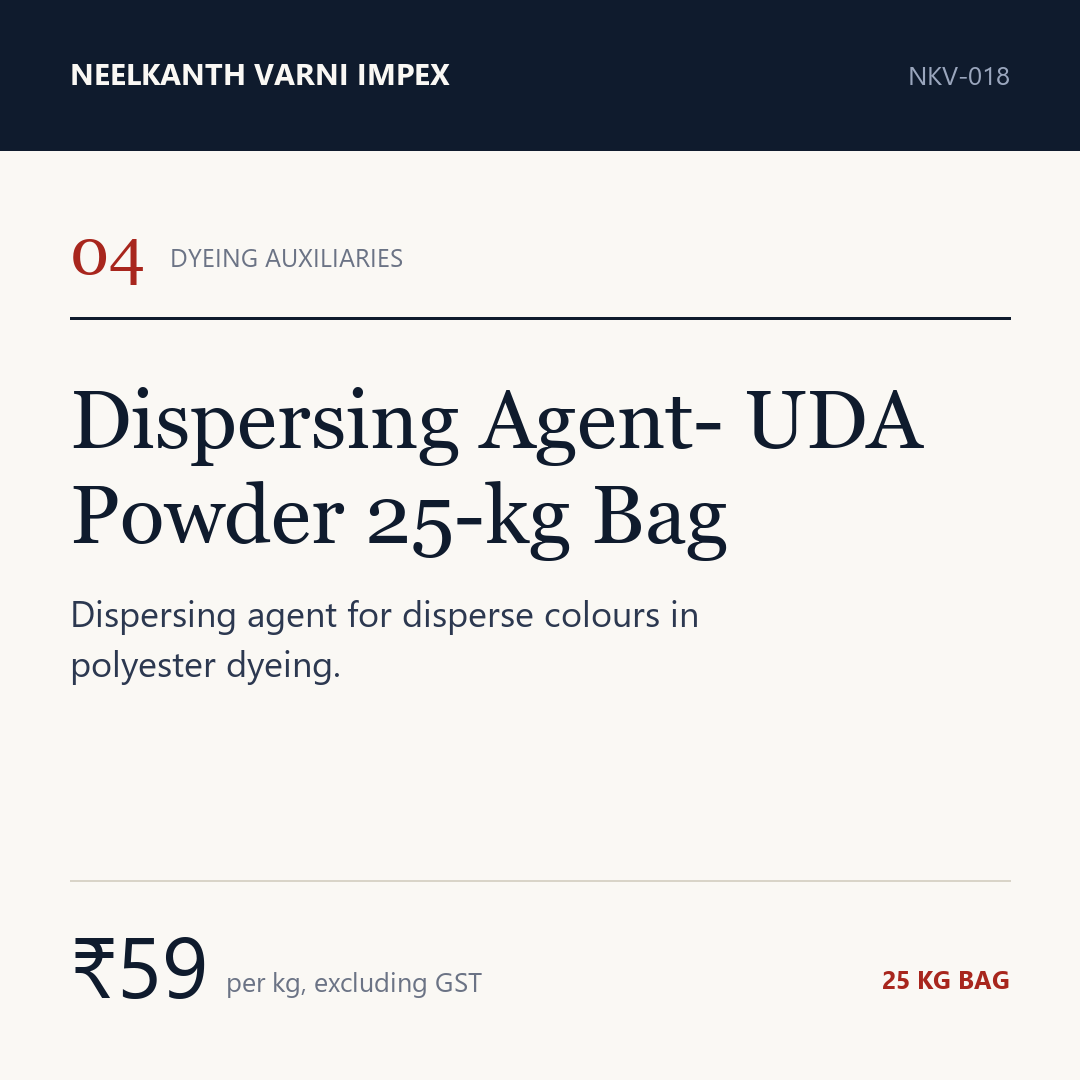 NEELKANTH VARNI IMPEX
NKV-018
04 DYEING AUXILIARIES
Dispersing Agent- UDA
Powder 25-kg Bag
Dispersing agent for disperse colours in
polyester dyeing.
₹59 per kg, excluding GST
25 KG BAG